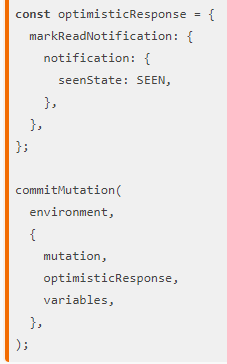 const optimisticResponse = {
  markReadNotification: {
    notification: {
      seenState: SEEN,
    },
  },
};

commitMutation(
  environment,
  {
    mutation,
    optimisticResponse,
    variables,
  },
);